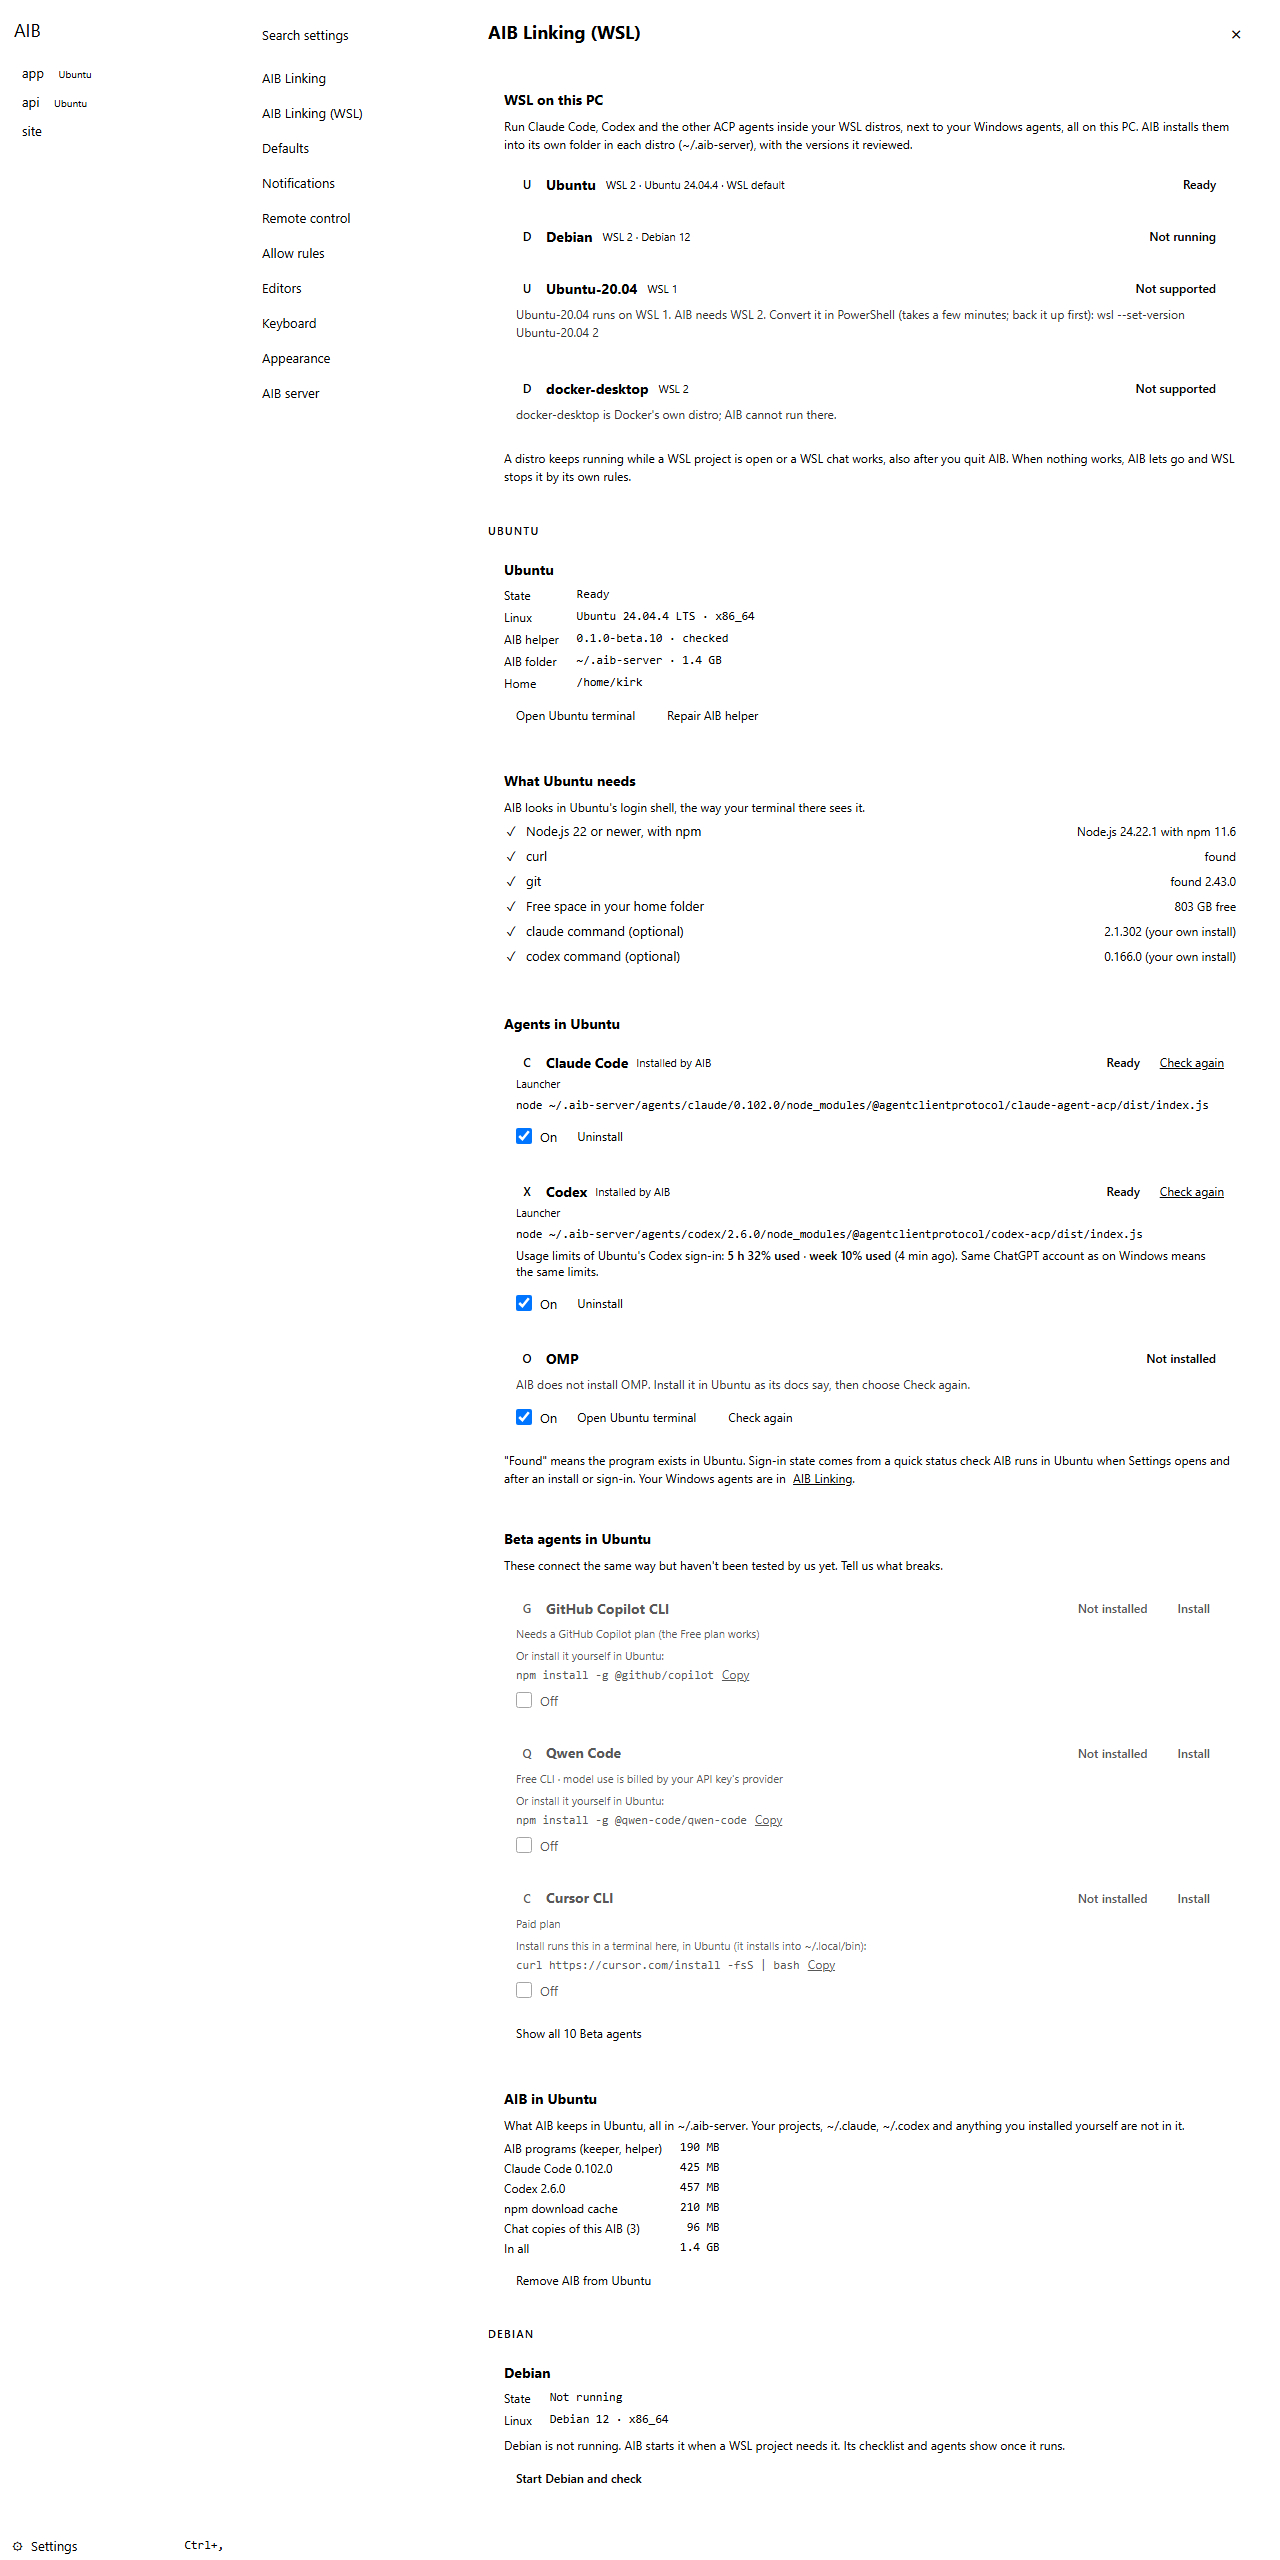 AIB
app Ubuntu
api Ubuntu
site
⚙ Settings Ctrl+,
Search settings
AIB Linking
AIB Linking (WSL)
Defaults
Notifications
Remote control
Allow rules
Editors
Keyboard
Appearance
AIB server
AIB Linking (WSL) ×
WSL on this PC
Run Claude Code, Codex and the other ACP agents inside your WSL distros, next to your Windows agents, all on this PC. AIB installs them
into its own folder in each distro (~/.aib-server), with the versions it reviewed.
U Ubuntu WSL 2 · Ubuntu 24.04.4 · WSL default Ready
D Debian WSL 2 · Debian 12 Not running
U Ubuntu-20.04 WSL 1 Not supported
Ubuntu-20.04 runs on WSL 1. AIB needs WSL 2. Convert it in PowerShell (takes a few minutes; back it up first): wsl --set-version
Ubuntu-20.04 2
D docker-desktop WSL 2 Not supported
docker-desktop is Docker's own distro; AIB cannot run there.
A distro keeps running while a WSL project is open or a WSL chat works, also after you quit AIB. When nothing works, AIB lets go and WSL
stops it by its own rules.
UBUNTU
Ubuntu
State Ready
Linux Ubuntu 24.04.4 LTS · x86_64
AIB helper 0.1.0-beta.10 · checked
AIB folder ~/.aib-server · 1.4 GB
Home /home/kirk
Open Ubuntu terminal Repair AIB helper
What Ubuntu needs
AIB looks in Ubuntu's login shell, the way your terminal there sees it.
✓ Node.js 22 or newer, with npm Node.js 24.22.1 with npm 11.6
✓ curl found
✓ git found 2.43.0
✓ Free space in your home folder 803 GB free
✓ claude command (optional) 2.1.302 (your own install)
✓ codex command (optional) 0.166.0 (your own install)
Agents in Ubuntu
C Claude Code Installed by AIB Ready Check again
Launcher
node ~/.aib-server/agents/claude/0.102.0/node_modules/@agentclientprotocol/claude-agent-acp/dist/index.js
On Uninstall
X Codex Installed by AIB Ready Check again
Launcher
node ~/.aib-server/agents/codex/2.6.0/node_modules/@agentclientprotocol/codex-acp/dist/index.js
Usage limits of Ubuntu's Codex sign-in: 5 h 32% used · week 10% used (4 min ago). Same ChatGPT account as on Windows means
the same limits.
On Uninstall
O OMP Not installed
AIB does not install OMP. Install it in Ubuntu as its docs say, then choose Check again.
On Open Ubuntu terminal Check again
"Found" means the program exists in Ubuntu. Sign-in state comes from a quick status check AIB runs in Ubuntu when Settings opens and
after an install or sign-in. Your Windows agents are in AIB Linking.
Beta agents in Ubuntu
These connect the same way but haven't been tested by us yet. Tell us what breaks.
G GitHub Copilot CLI Not installed Install
Needs a GitHub Copilot plan (the Free plan works)
Or install it yourself in Ubuntu:
npm install -g @github/copilot Copy
Off
Q Qwen Code Not installed Install
Free CLI · model use is billed by your API key's provider
Or install it yourself in Ubuntu:
npm install -g @qwen-code/qwen-code Copy
Off
C Cursor CLI Not installed Install
Paid plan
Install runs this in a terminal here, in Ubuntu (it installs into ~/.local/bin):
curl https://cursor.com/install -fsS | bash Copy
Off
Show all 10 Beta agents
AIB in Ubuntu
What AIB keeps in Ubuntu, all in ~/.aib-server. Your projects, ~/.claude, ~/.codex and anything you installed yourself are not in it.
AIB programs (keeper, helper) 190 MB
Claude Code 0.102.0 425 MB
Codex 2.6.0 457 MB
npm download cache 210 MB
Chat copies of this AIB (3) 96 MB
In all 1.4 GB
Remove AIB from Ubuntu
DEBIAN
Debian
State Not running
Linux Debian 12 · x86_64
Debian is not running. AIB starts it when a WSL project needs it. Its checklist and agents show once it runs.
Start Debian and check